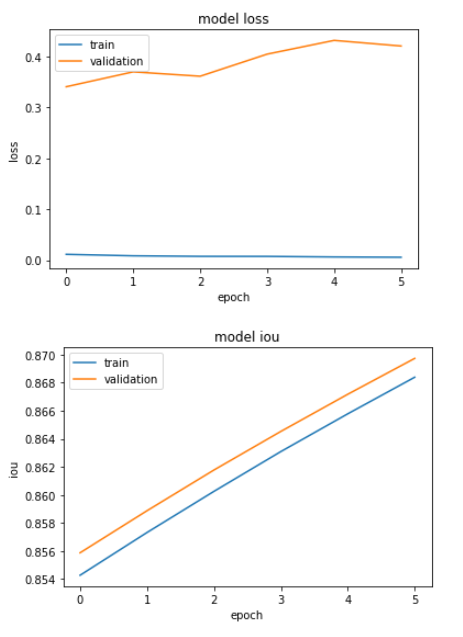 model loss
train
validation
0.4
0.3
0.2
0.1
0.0
loss
0 1 2 3 4 5
epoch
model iou
train
validation
0.870
0.868
0.866
0.864
0.862
0.860
0.858
0.856
0.854
iou
0 1 2 3 4 5
epoch